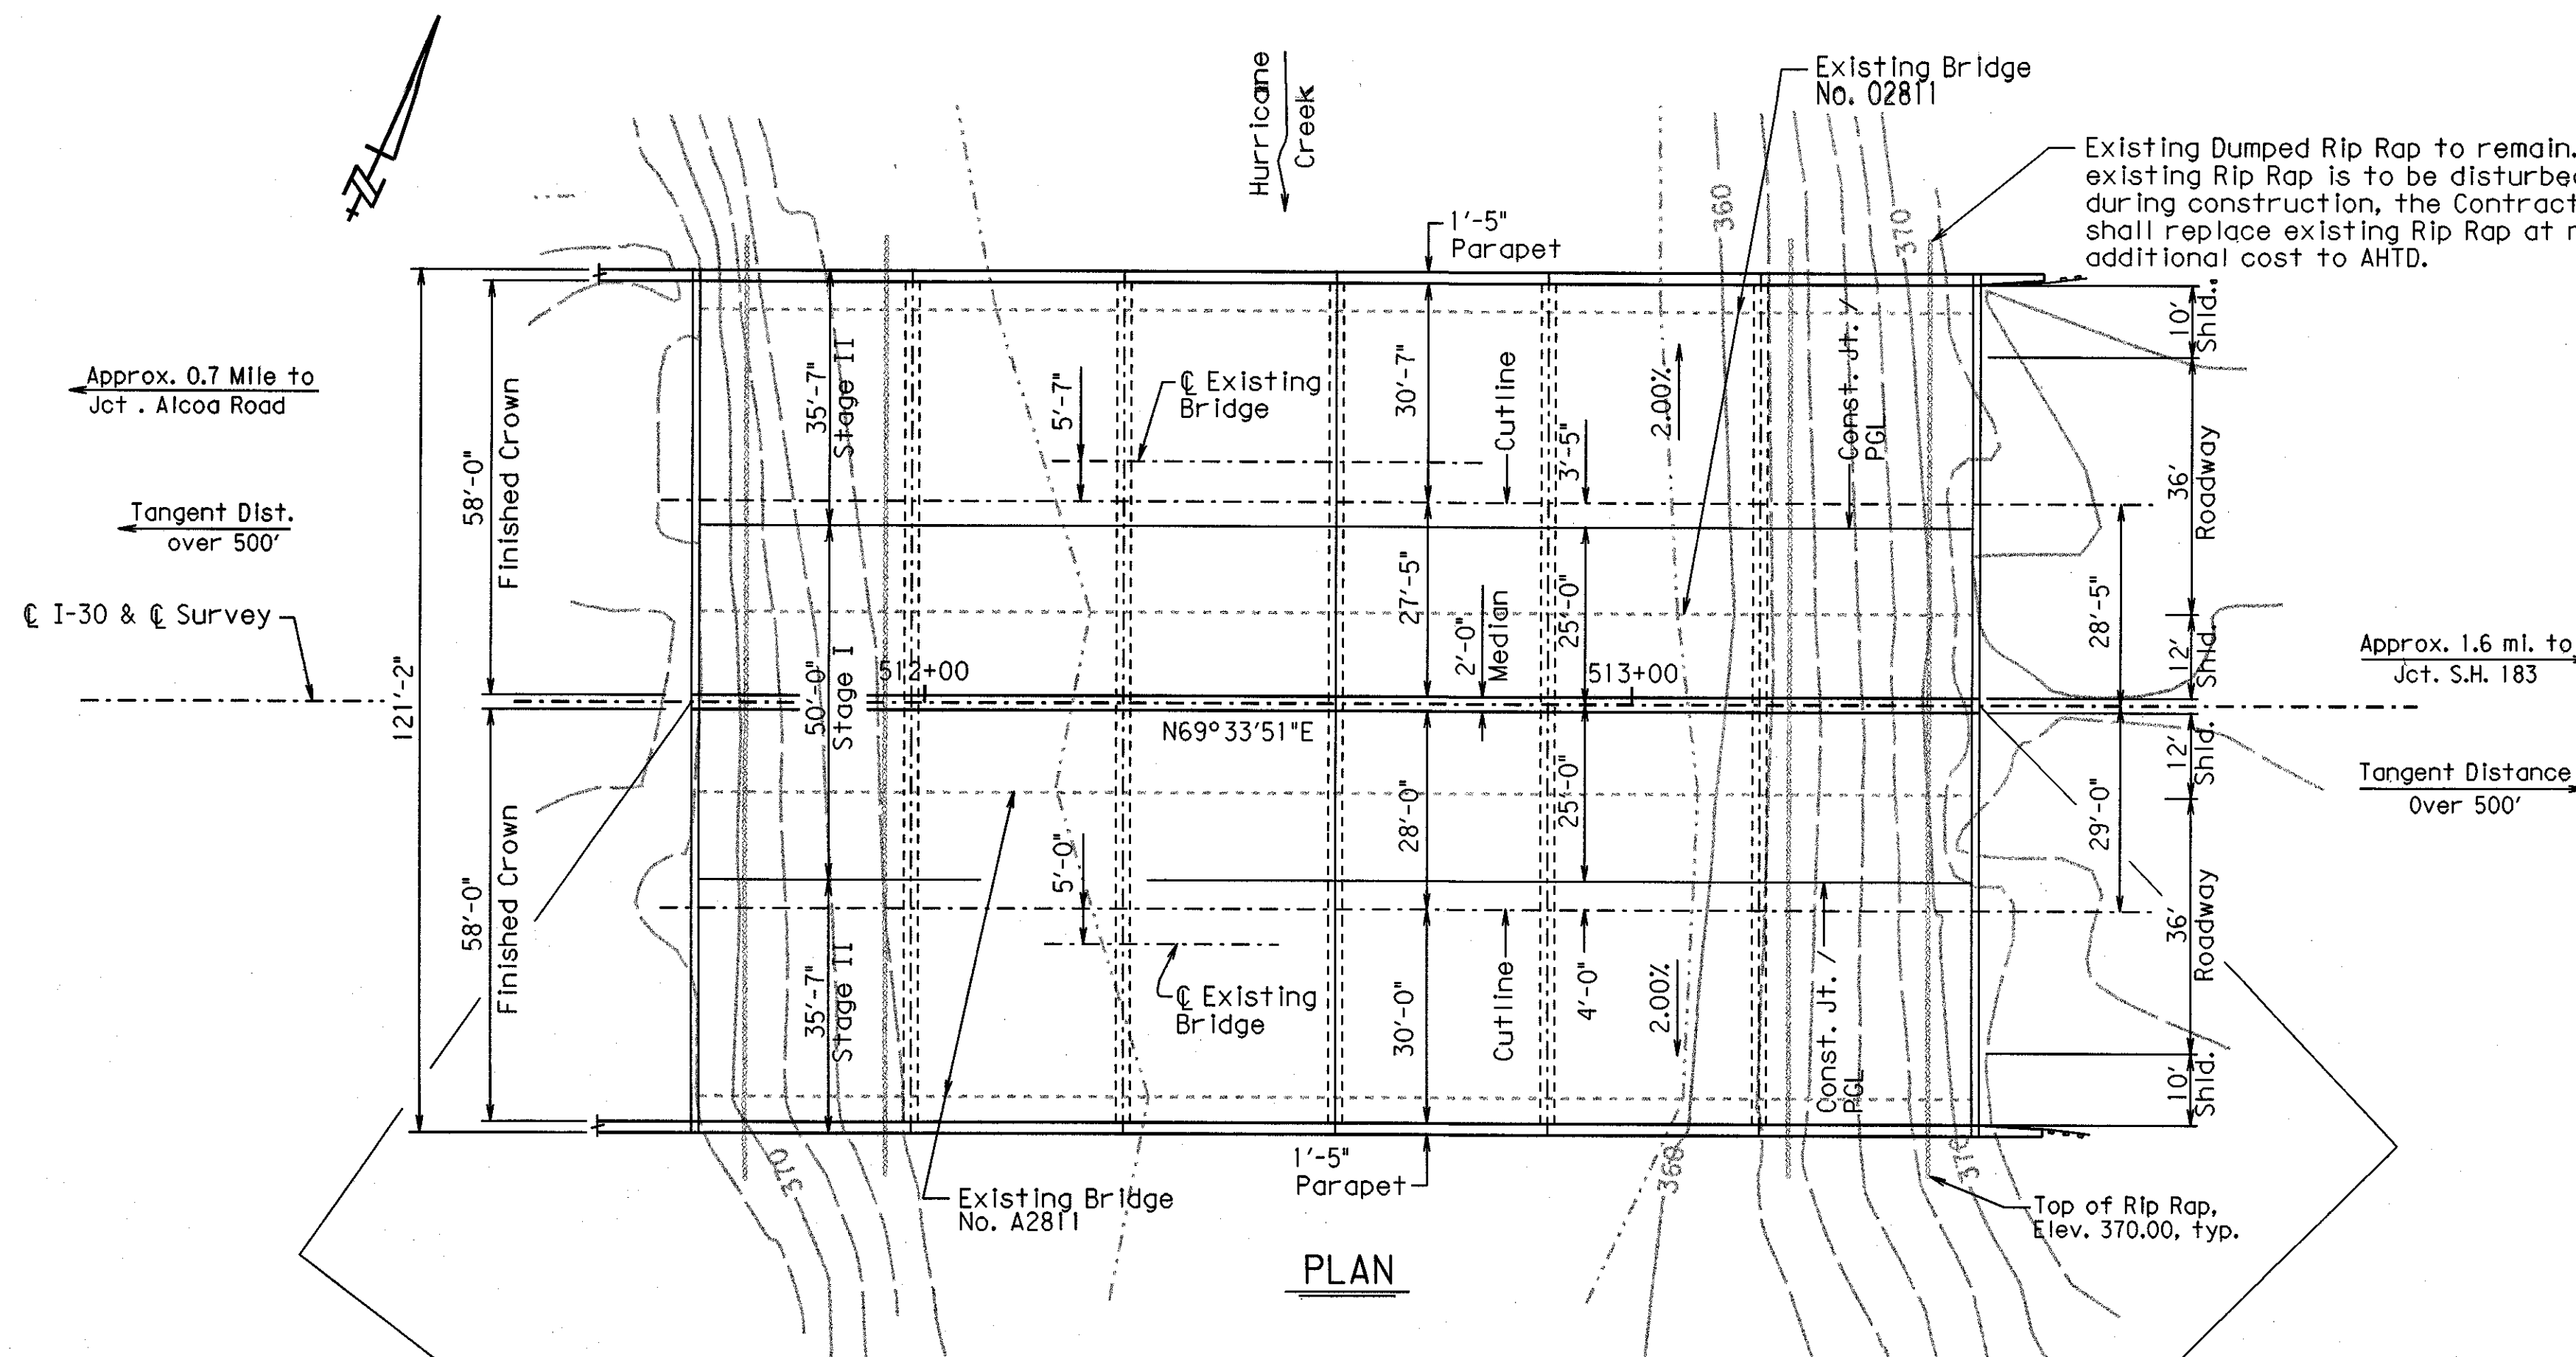 Hurricane
Creek
Existing Bridge
No. 02811
Existing Dumped Rip Rap to remain.
existing Rip Rap is to be disturbe
during construction, the Contract
shall replace existing Rip Rap at
additional cost to AHTD.
1'-5"
Parapet
360
370
10'
Shld.
Approx. 0.7 Mile to
Jct . Alcoa Road
58'-0"
Finished Crown
35'-7"
Stage II
5'-7"
℄ Existing
Bridge
30'-7"
Cutline
3'-5"
2.00%
Const. Jt. /
PGL
36'
Roadway
Tangent Dist.
over 500'
℄ I-30 & ℄ Survey
121'-2"
50'-0"
Stage I
512+00
27'-5"
2'-0"
Median
25'-0"
513+00
28'-5"
12'
Shld.
Approx. 1.6 mi. to
Jct. S.H. 183
N69°33'51"E
12'
Shld.
Tangent Distance
Over 500'
58'-0"
Finished Crown
5'-0"
28'-0"
25'-0"
29'-0"
36'
Roadway
35'-7"
Stage II
℄ Existing
Bridge
30'-0"
Cutline
4'-0"
2.00%
Const. Jt. /
PGL
10'
Shld.
370
Existing Bridge
No. A2811
1'-5"
Parapet
360
370
Top of Rip Rap,
Elev. 370.00, typ.
PLAN